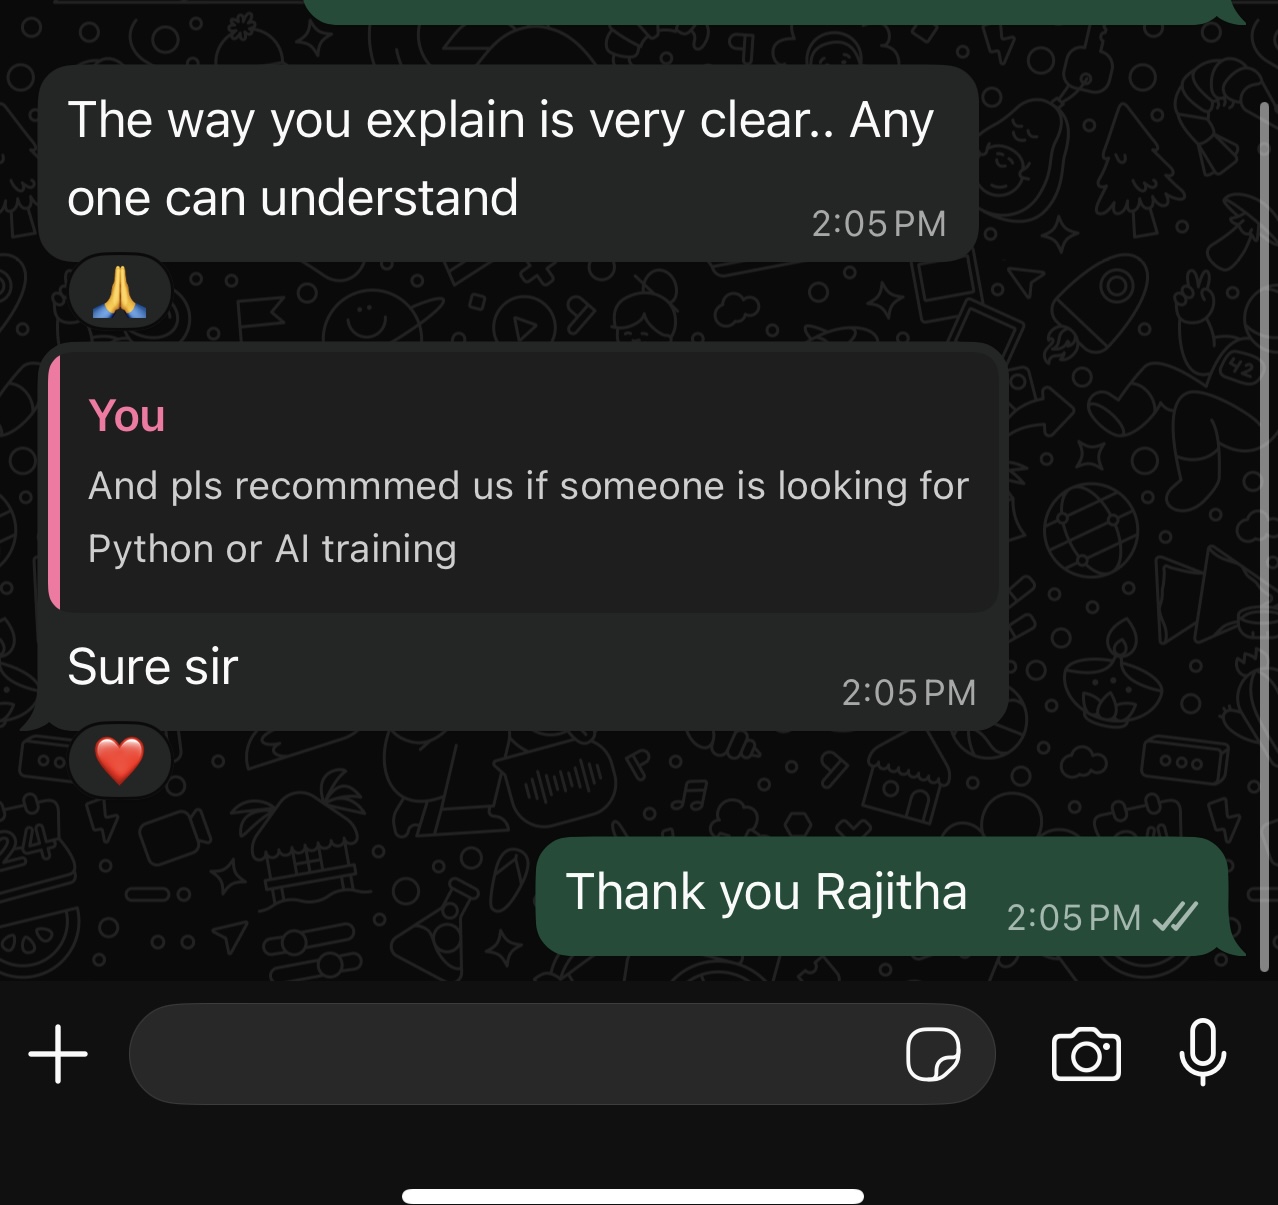 The way you explain is very clear.. Any
one can understand
2:05 PM
You
And pls recommmed us if someone is looking for
Python or AI training
Sure sir
2:05 PM
Thank you Rajitha
2:05 PM
42
24